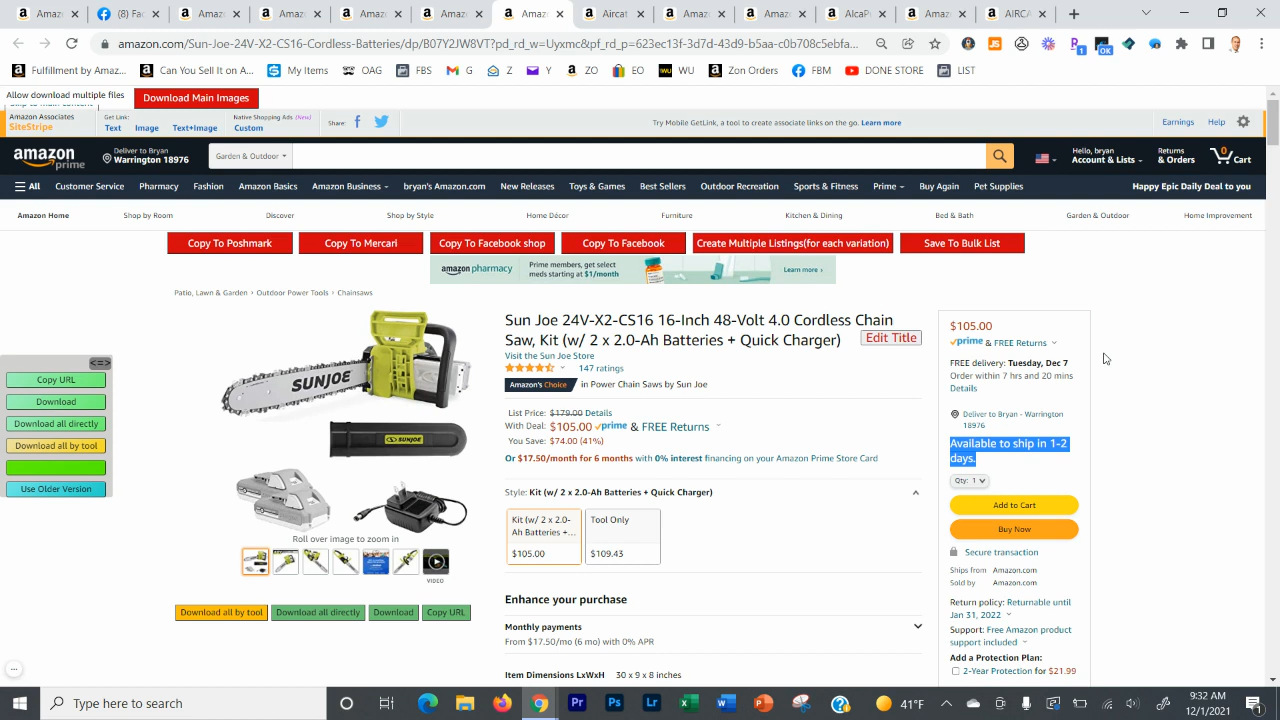 Amaz
(8) Fac
Amazo
Amazo
Amazo
Amazo
Aircat
Amazo
AlcaP
Amazo
AIRCA
amazon.com/Sun-Joe-24V-X2-CS16-Cordless-Battery/dp/B07Y2JW8VT?pd_rd_w=Uysmc&pf_rd_p=623ec13f-3d7d-43d9-b5aa-c0b708c5ebfa...
Fulfillment by Amaz...
Can You Sell It on A...
My Items
OAG
FBS
G
Z
Y
ZO
EO
WU
Zon Orders
FBM
DONE STORE
LIST
Allow download multiple files
Download Main Images
Amazon Associates
SiteStripe
Get Link:
Text Image Text+Image
Native Shopping Ads (New)
Custom
Share:
Try Mobile GetLink, a tool to create associate links on the go. Learn more
Earnings Help
amazon prime
Deliver to Bryan
Warrington 18976
Garden & Outdoor
Hello, bryan
Account & Lists
Returns
& Orders
0 Cart
All
Customer Service
Pharmacy
Fashion
Amazon Basics
Amazon Business
bryan's Amazon.com
New Releases
Toys & Games
Best Sellers
Outdoor Recreation
Sports & Fitness
Prime
Buy Again
Pet Supplies
Happy Epic Daily Deal to you
Amazon Home
Shop by Room
Discover
Shop by Style
Home Décor
Furniture
Kitchen & Dining
Bed & Bath
Garden & Outdoor
Home Improvement
Copy To Poshmark
Copy To Mercari
Copy To Facebook shop
Copy To Facebook
Create Multiple Listings(for each variation)
Save To Bulk List
amazon pharmacy
Prime members, get select
meds starting at $1/month
Learn more ›
Patio, Lawn & Garden › Outdoor Power Tools › Chainsaws
<=>
Copy URL
Download
Download all directly
Download all by tool
Use Older Version
SUNJOE
SUNJOE
Roll over image to zoom in
VIDEO
Download all by tool
Download all directly
Download
Copy URL
Sun Joe 24V-X2-CS16 16-Inch 48-Volt 4.0 Cordless Chain
Saw, Kit (w/ 2 x 2.0-Ah Batteries + Quick Charger)
Edit Title
Visit the Sun Joe Store
147 ratings
Amazon's Choice in Power Chain Saws by Sun Joe
List Price: $179.00 Details
With Deal: $105.00 prime & FREE Returns
You Save: $74.00 (41%)
Or $17.50/month for 6 months with 0% interest financing on your Amazon Prime Store Card
Style: Kit (w/ 2 x 2.0-Ah Batteries + Quick Charger)
Kit (w/ 2 x 2.0-
Ah Batteries +...
$105.00
Tool Only
$109.43
Enhance your purchase
Monthly payments
From $17.50/mo (6 mo) with 0% APR
Item Dimensions LxWxH 30 x 9 x 8 inches
$105.00
prime & FREE Returns
FREE delivery: Tuesday, Dec 7
Order within 7 hrs and 20 mins
Details
Deliver to Bryan - Warrington
18976
Available to ship in 1-2
days.
Qty: 1
Add to Cart
Buy Now
Secure transaction
Ships from Amazon.com
Sold by Amazon.com
Return policy: Returnable until
Jan 31, 2022
Support: Free Amazon product
support included
Add a Protection Plan:
2-Year Protection for $21.99
Type here to search
41°F
9:32 AM
12/1/2021